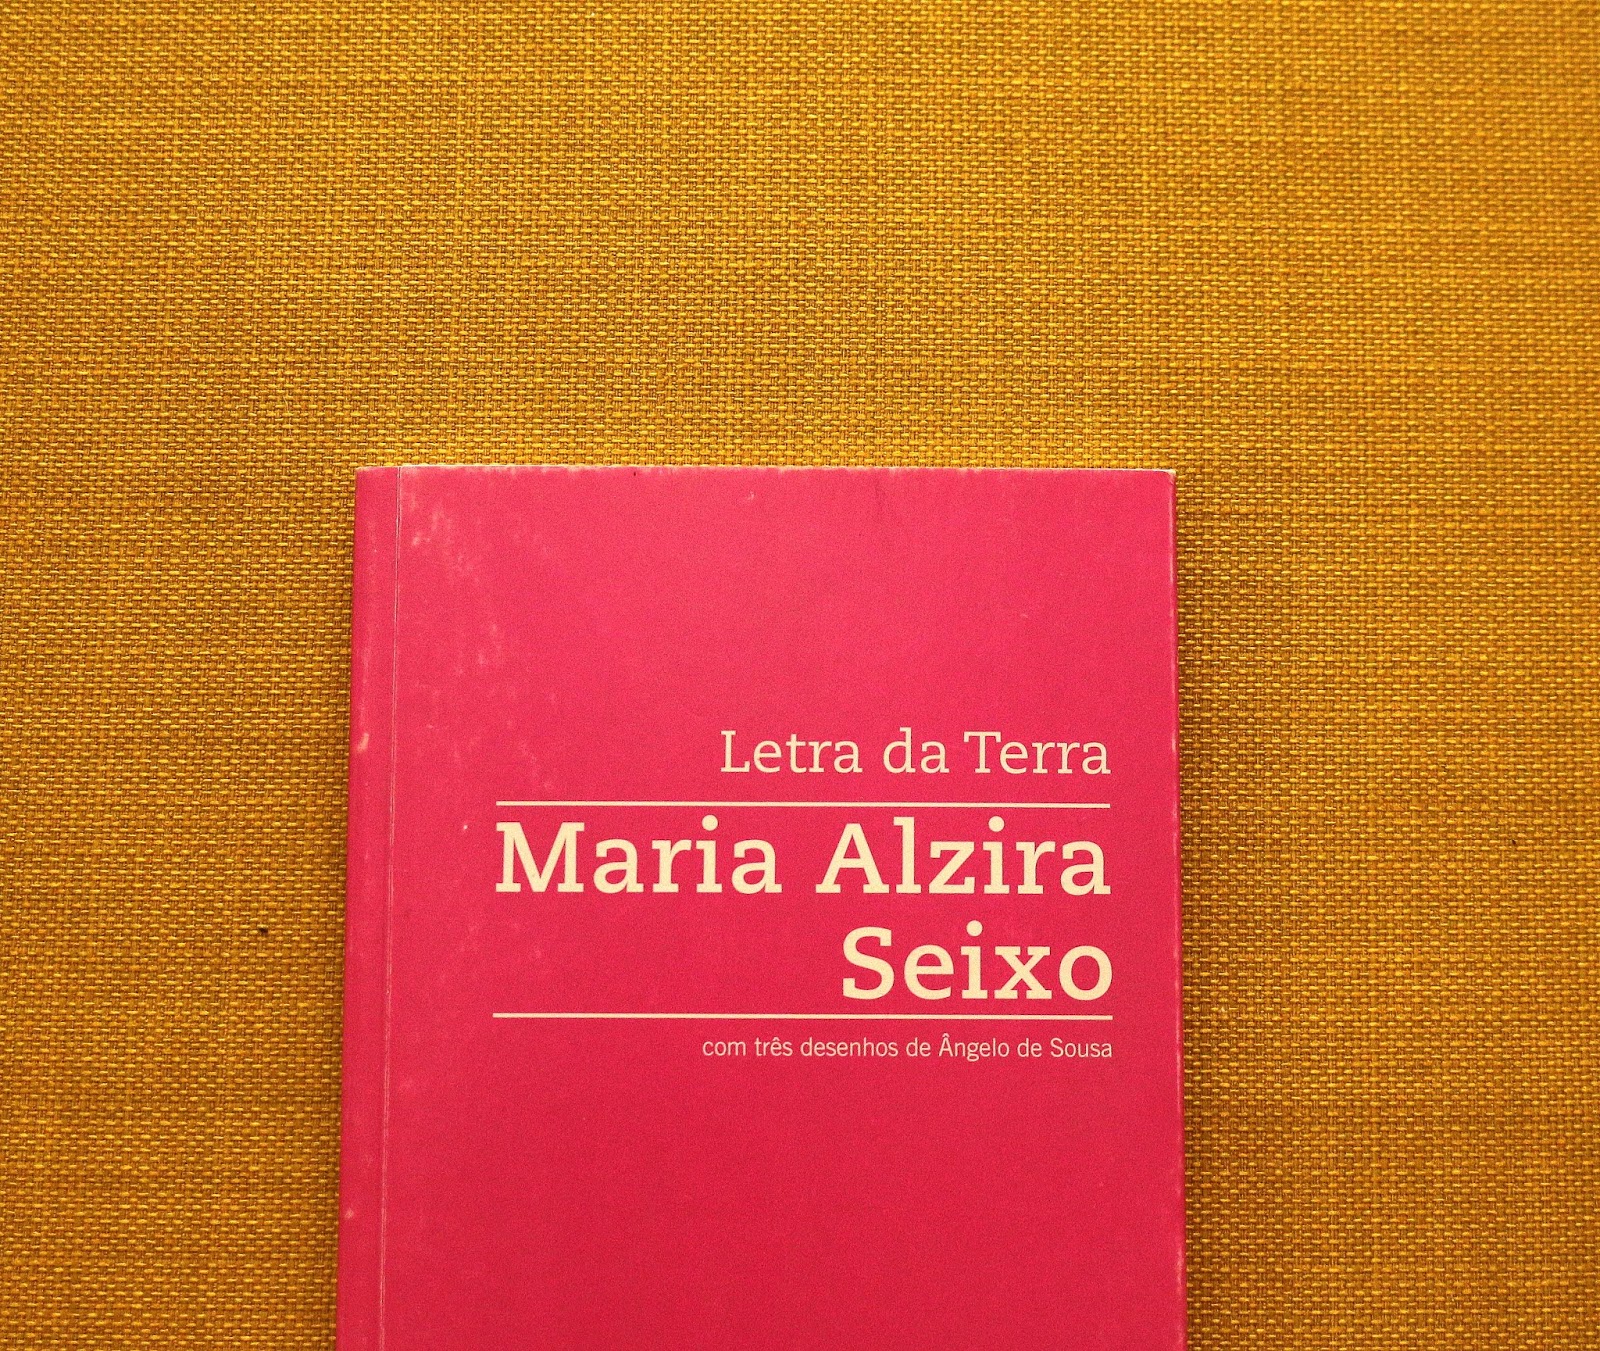 Letra da Terra
Maria Alzira
Seixo
com três desenhos de Ângelo de Sousa